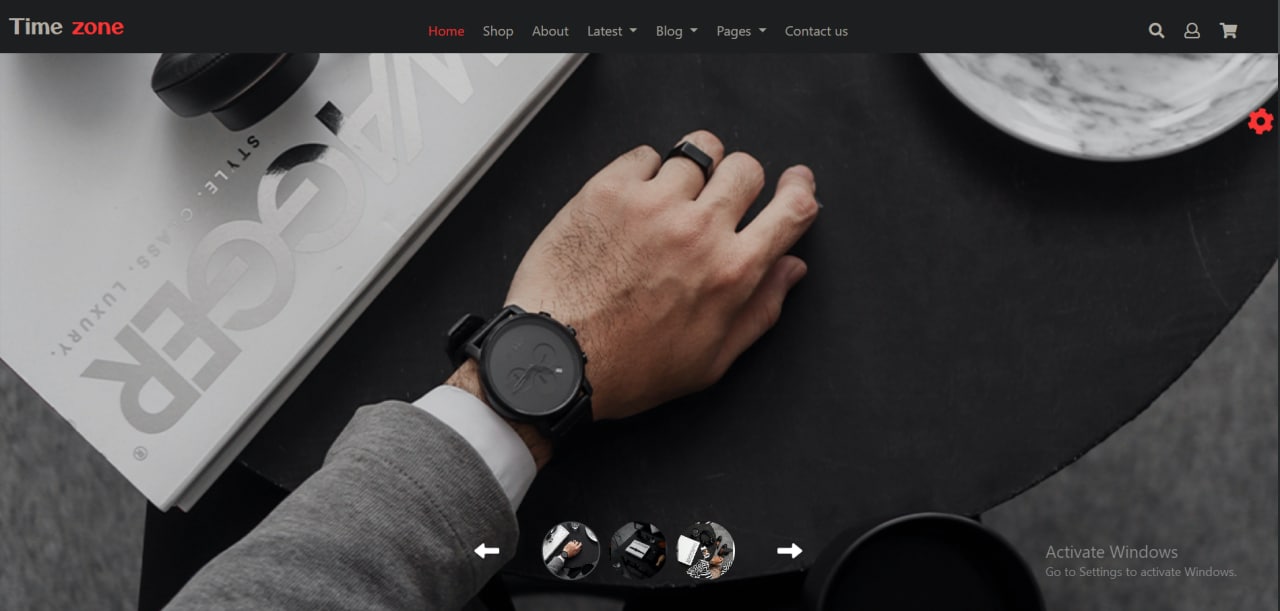 Time zone
Home Shop About Latest Blog Pages Contact us
WAGGER
STYLE. CLASS. LUXURY.
®
Activate Windows
Go to Settings to activate Windows.